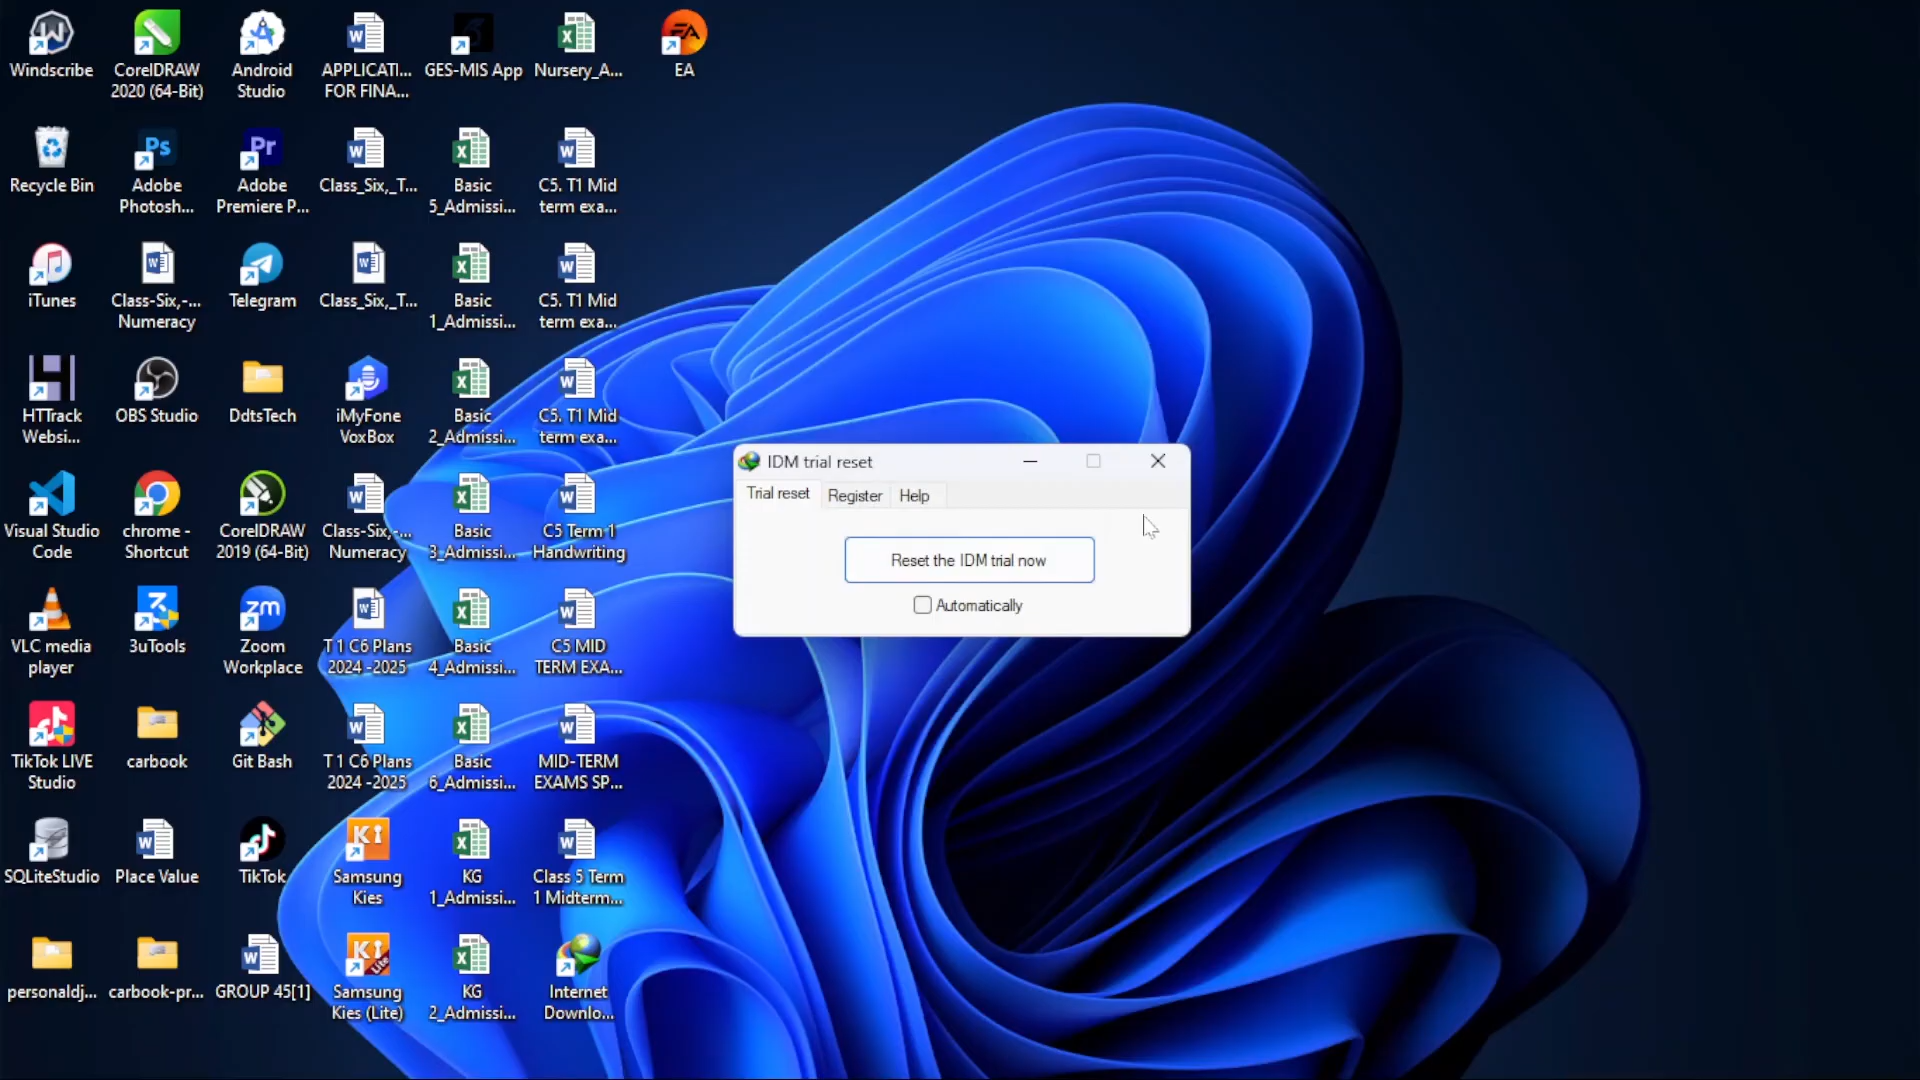 Windscribe
CorelDRAW
2020 (64-Bit)
Android
Studio
APPLICATI...
FOR FINA...
GES-MIS App
Nursery_A...
EA
Recycle Bin
Adobe
Photosh...
Adobe
Premiere P...
Class_Six,_T...
Basic
5_Admissi...
C5. T1 Mid
term exa...
iTunes
Class-Six,-...
Numeracy
Telegram
Class_Six,_T...
Basic
1_Admissi...
C5. T1 Mid
term exa...
HTTrack
Websi...
OBS Studio
DdtsTech
iMyFone
VoxBox
Basic
2_Admissi...
C5. T1 Mid
term exa...
IDM trial reset
Trial reset
Register
Help
Reset the IDM trial now
Automatically
Visual Studio
Code
chrome -
Shortcut
CorelDRAW
2019 (64-Bit)
Class-Six,-...
Numeracy
Basic
3_Admissi...
C5 Term 1
Handwriting
VLC media
player
3uTools
Zoom
Workplace
T 1 C6 Plans
2024 -2025
Basic
4_Admissi...
C5 MID
TERM EXA...
TikTok LIVE
Studio
carbook
Git Bash
T 1 C6 Plans
2024 -2025
Basic
6_Admissi...
MID-TERM
EXAMS SP...
SQLiteStudio
Place Value
TikTok
Samsung
Kies
KG
1_Admissi...
Class 5 Term
1 Midterm...
personaldj...
carbook-pr...
GROUP 45[1]
Samsung
Kies (Lite)
KG
2_Admissi...
Internet
Downlo...